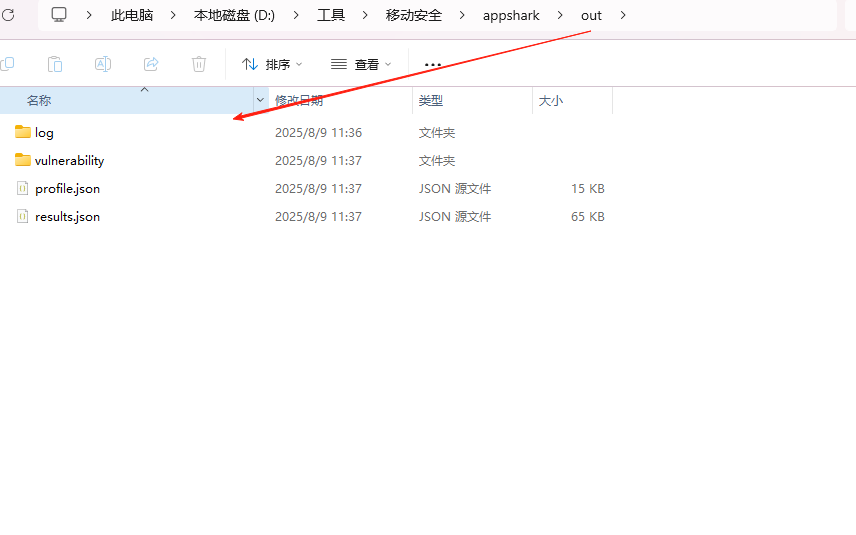 此电脑 > 本地磁盘 (D:) > 工具 > 移动安全 > appshark > out >
排序 查看 ...
名称 修改日期 类型 大小
log 2025/8/9 11:36 文件夹
vulnerability 2025/8/9 11:37 文件夹
profile.json 2025/8/9 11:37 JSON 源文件 15 KB
results.json 2025/8/9 11:37 JSON 源文件 65 KB